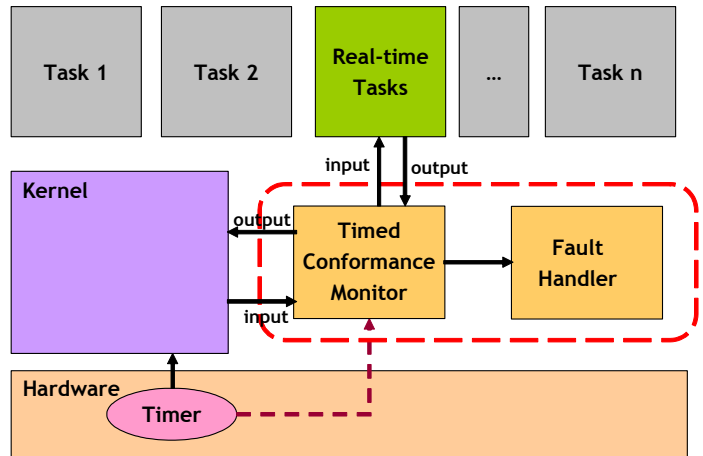 Task 1
Task 2
Real-time
Tasks
...
Task n
input
output
Kernel
output
input
Timed
Conformance
Monitor
Fault
Handler
Hardware
Timer